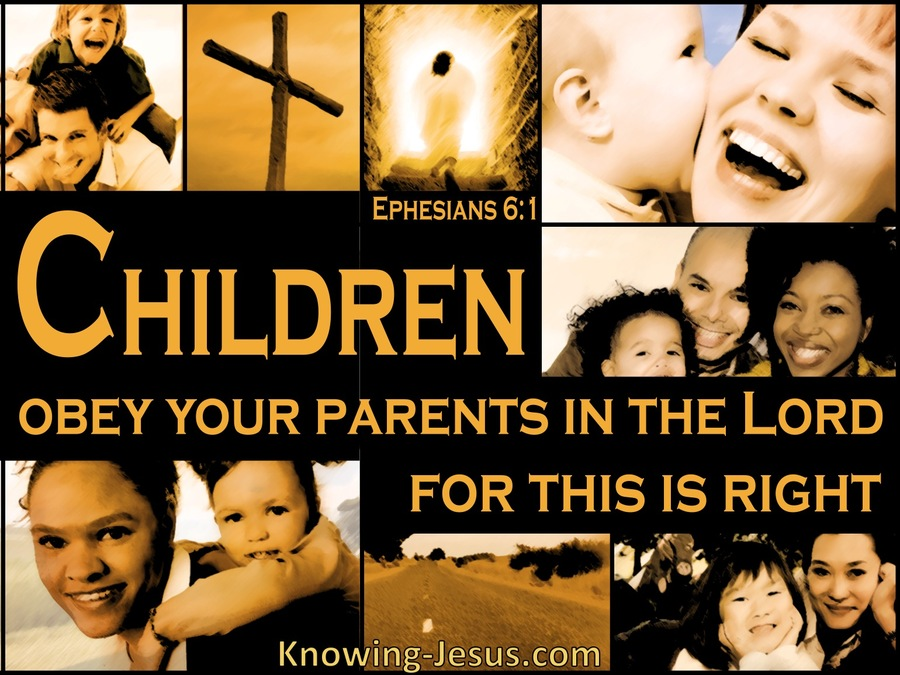 Ephesians 6:1
Children
obey your parents in the Lord
for this is right
Knowing-Jesus.com